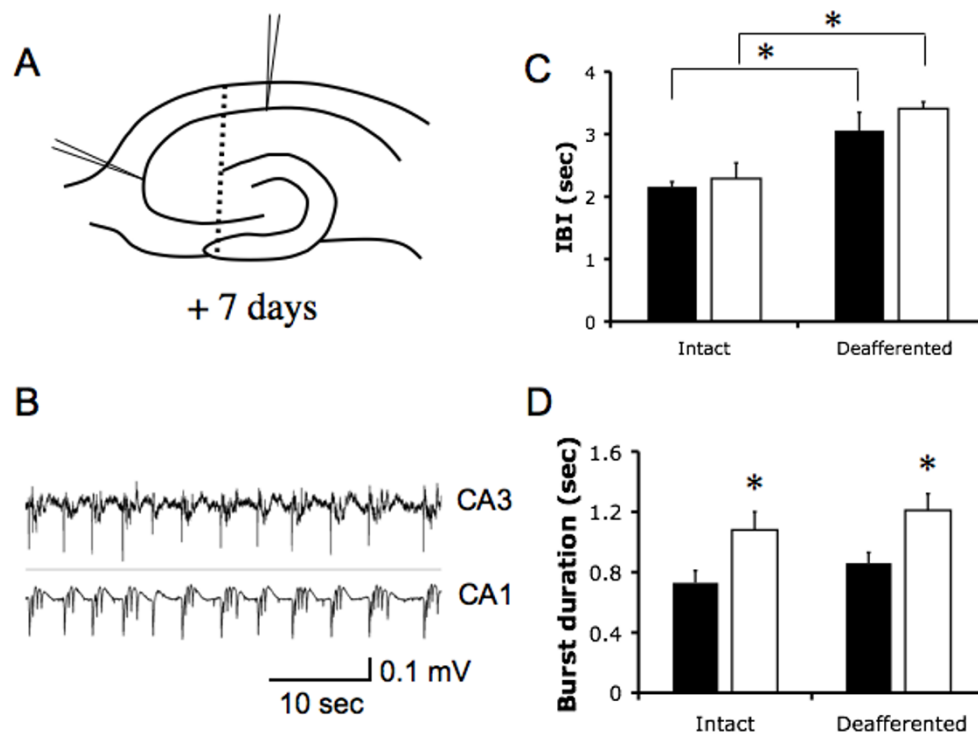 A
+ 7 days
B
CA3
CA1
0.1 mV
10 sec
C
*
*
IBI (sec)
4
3
2
1
0
Intact Deafferented
D
Burst duration (sec)
1.6
1.2
0.8
0.4
0
*
*
Intact Deafferented